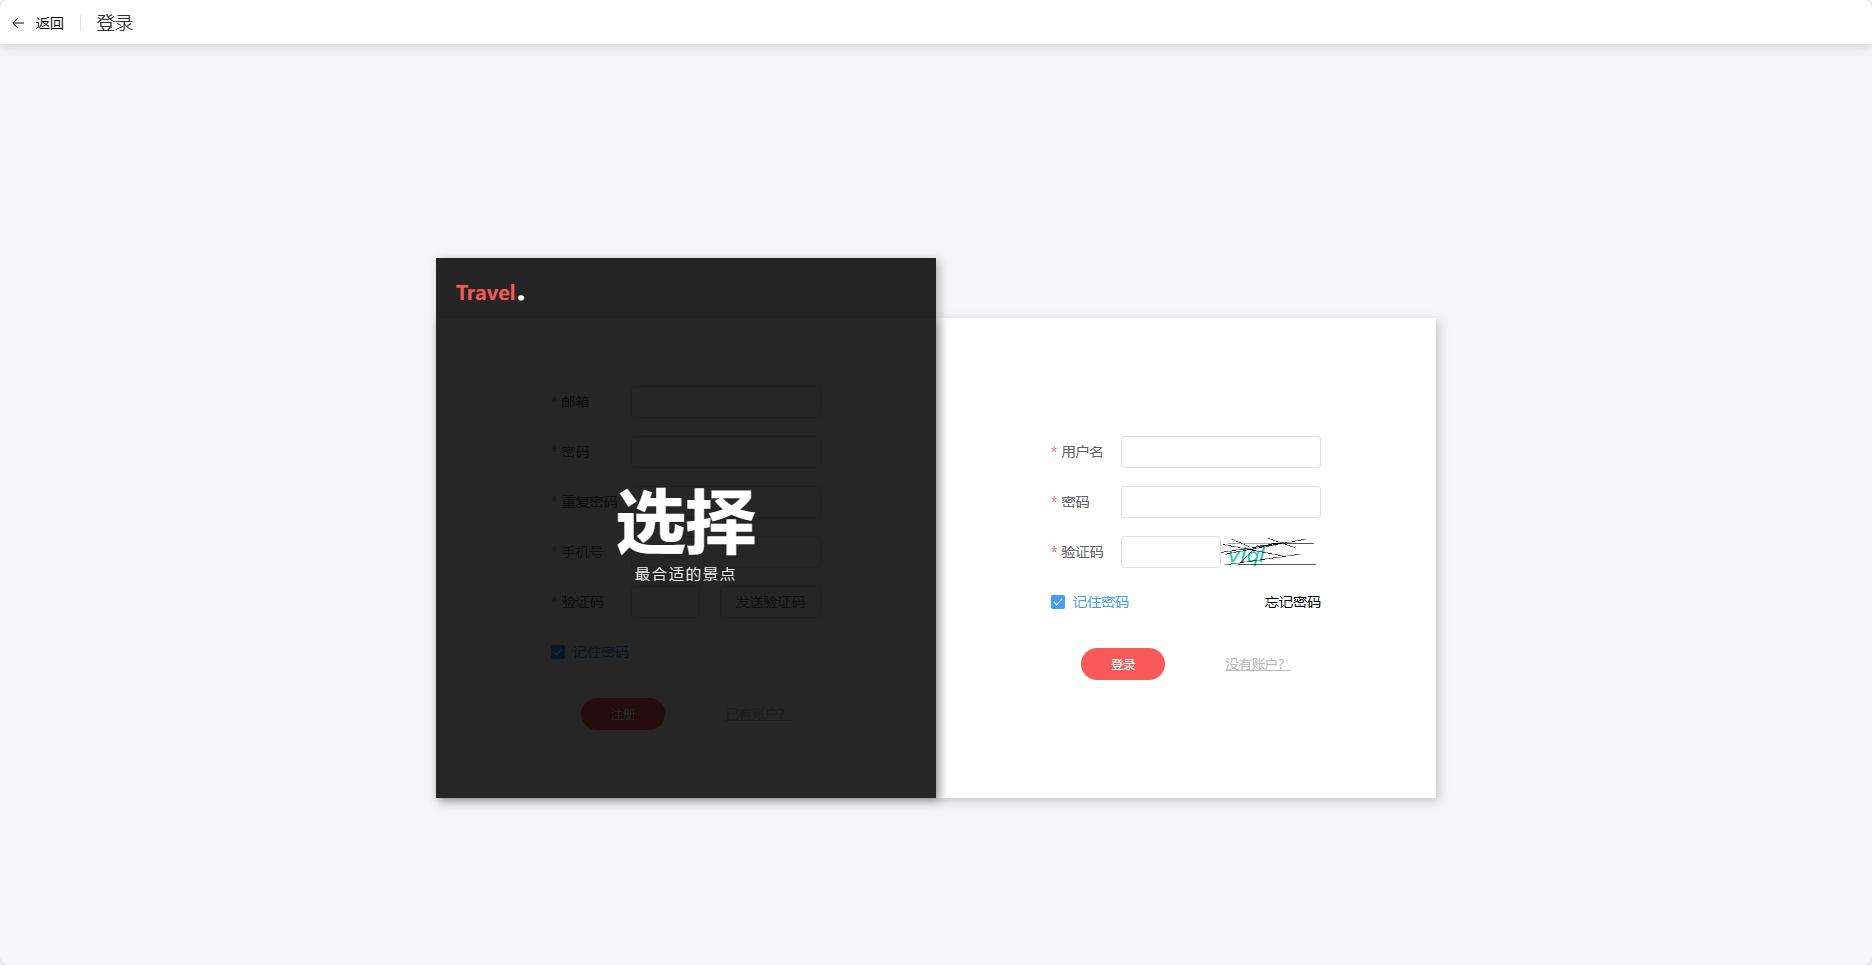 返回 登录
Travel.
* 邮箱
* 密码
* 重复密码
* 手机号
* 验证码 发送验证码
记住密码
注册 已有账户?
选择
最合适的景点
* 用户名
* 密码
* 验证码
记住密码 忘记密码
登录 没有账户?